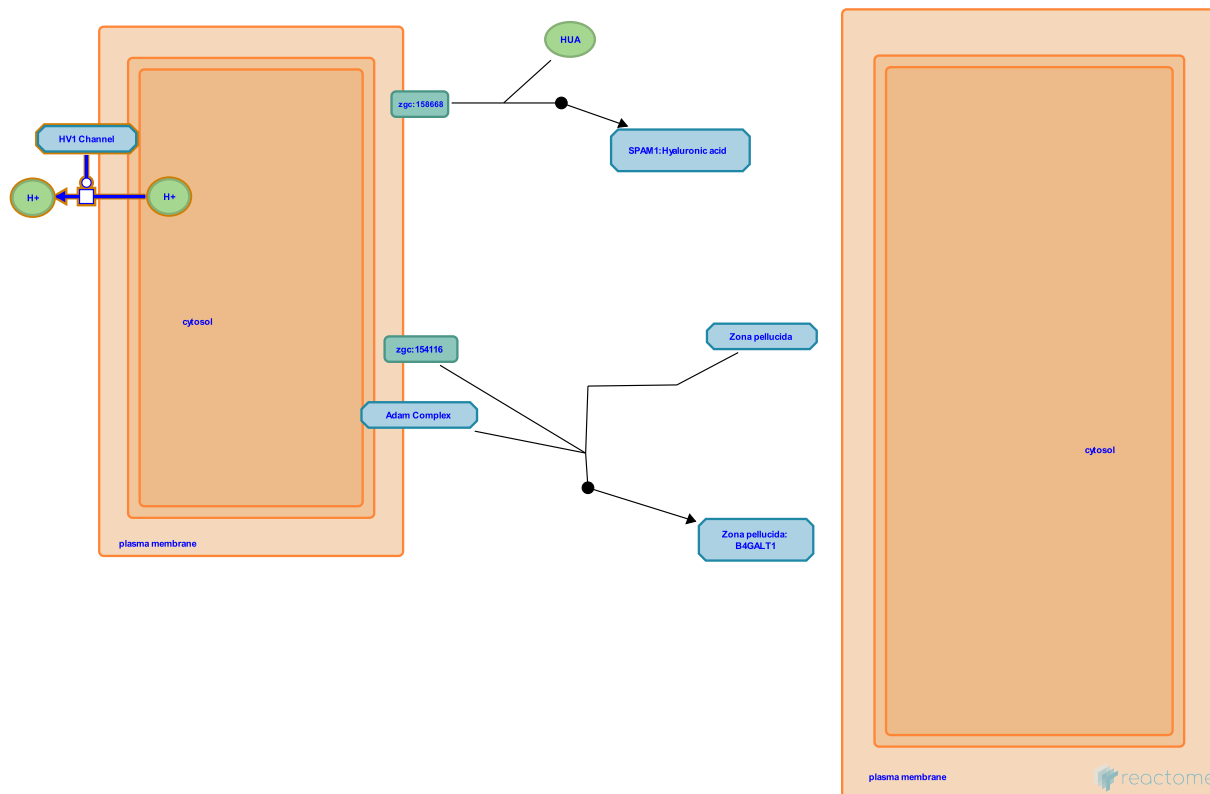 HUA
zgc:158668
HV1 Channel
SPAM1:Hyaluronic acid
H+
H+
cytosol
Zona pellucida
zgc:154116
Adam Complex
cytosol
Zona pellucida:
B4GALT1
plasma membrane
plasma membrane
reactome